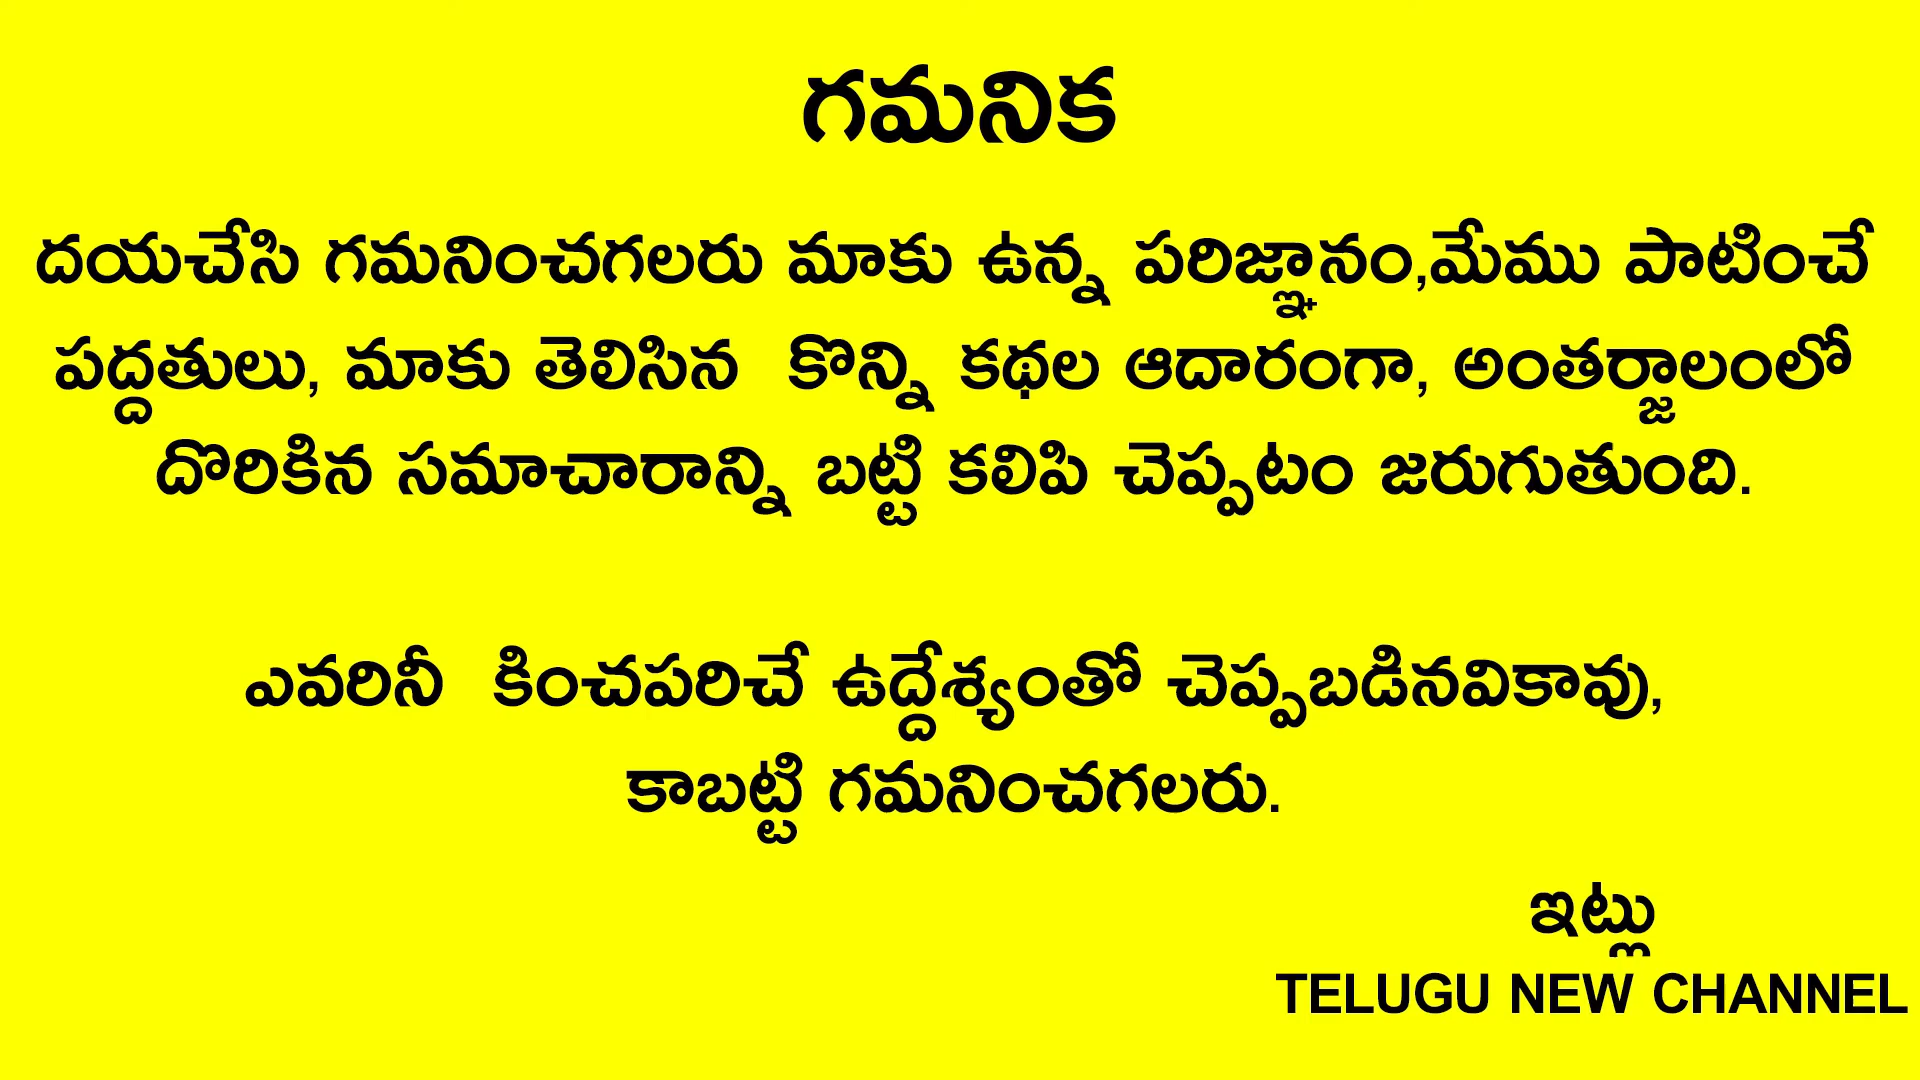 గమనిక
దయచేసి గమనించగలరు మాకు ఉన్న పరిజ్ఞానం,మేము పాటించే
పద్దతులు, మాకు తెలిసిన కొన్ని కథల ఆదారంగా, అంతర్జాలంలో
దొరికిన సమాచారాన్ని బట్టి కలిపి చెప్పటం జరుగుతుంది.
ఎవరినీ కించపరిచే ఉద్దేశ్యంతో చెప్పబడినవికావు,
కాబట్టి గమనించగలరు.
ఇట్లు
TELUGU NEW CHANNEL